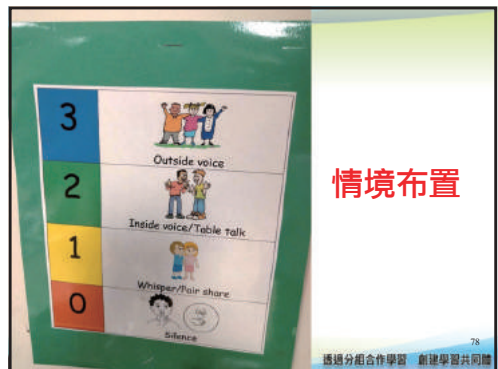 3
Outside voice
2
Inside voice/Table talk
1
Whisper/Pair share
0
Silence
情境布置
78
透過分組合作學習 創建學習共同體